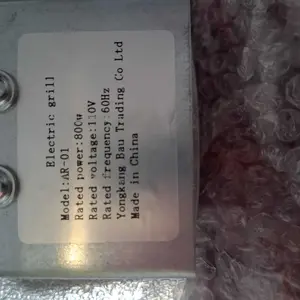 Electric grill
Model:AR-01
Rated power:800w
Rated voltage:110V
Rated frequency:60Hz
Yongkang Bau Trading Co Ltd
Made in China